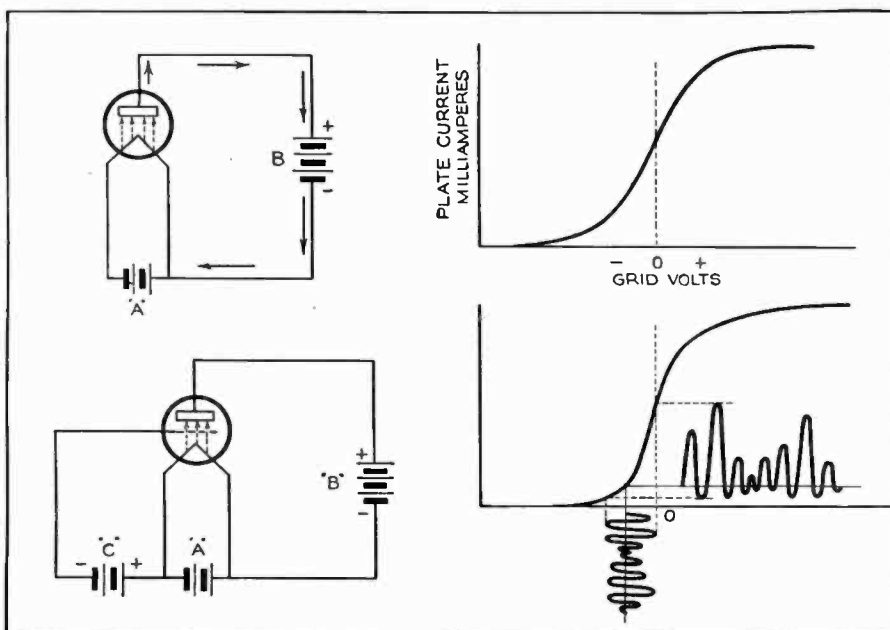 B
+
-
"A"
"B"
+
-
"C"
- +
"A"
PLATE CURRENT
MILLIAMPERES
- 0 +
GRID VOLTS
0